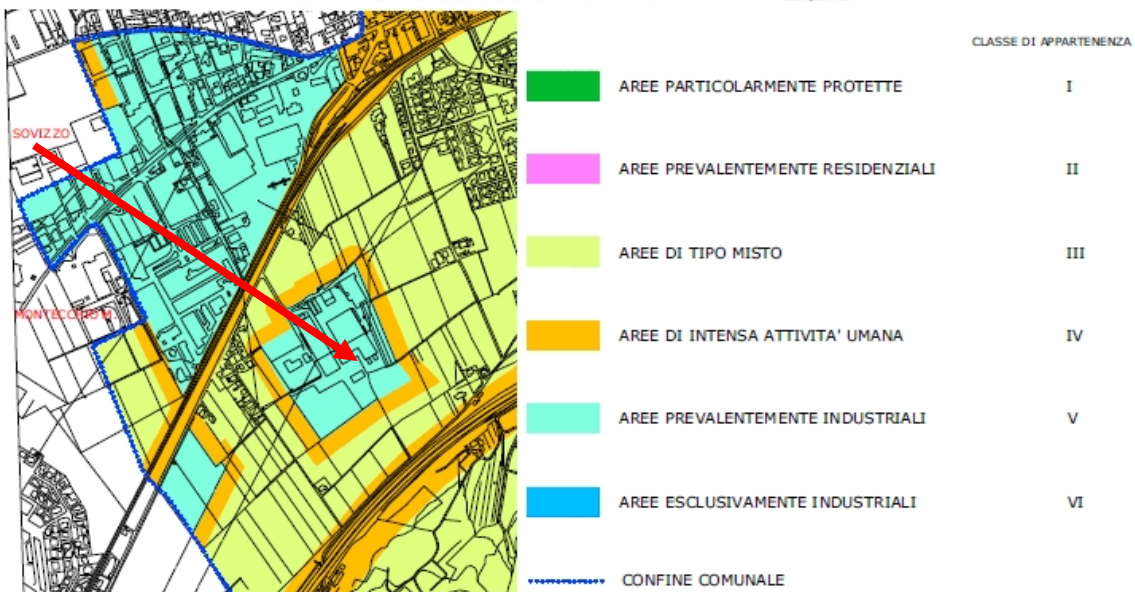 CLASSE DI APPARTENENZA
AREE PARTICOLARMENTE PROTETTE I
AREE PREVALENTEMENTE RESIDENZIALI II
AREE DI TIPO MISTO III
AREE DI INTENSA ATTIVITA' UMANA IV
AREE PREVALENTEMENTE INDUSTRIALI V
AREE ESCLUSIVAMENTE INDUSTRIALI VI
CONFINE COMUNALE
SOVIZZO
MONTECCHIO M.